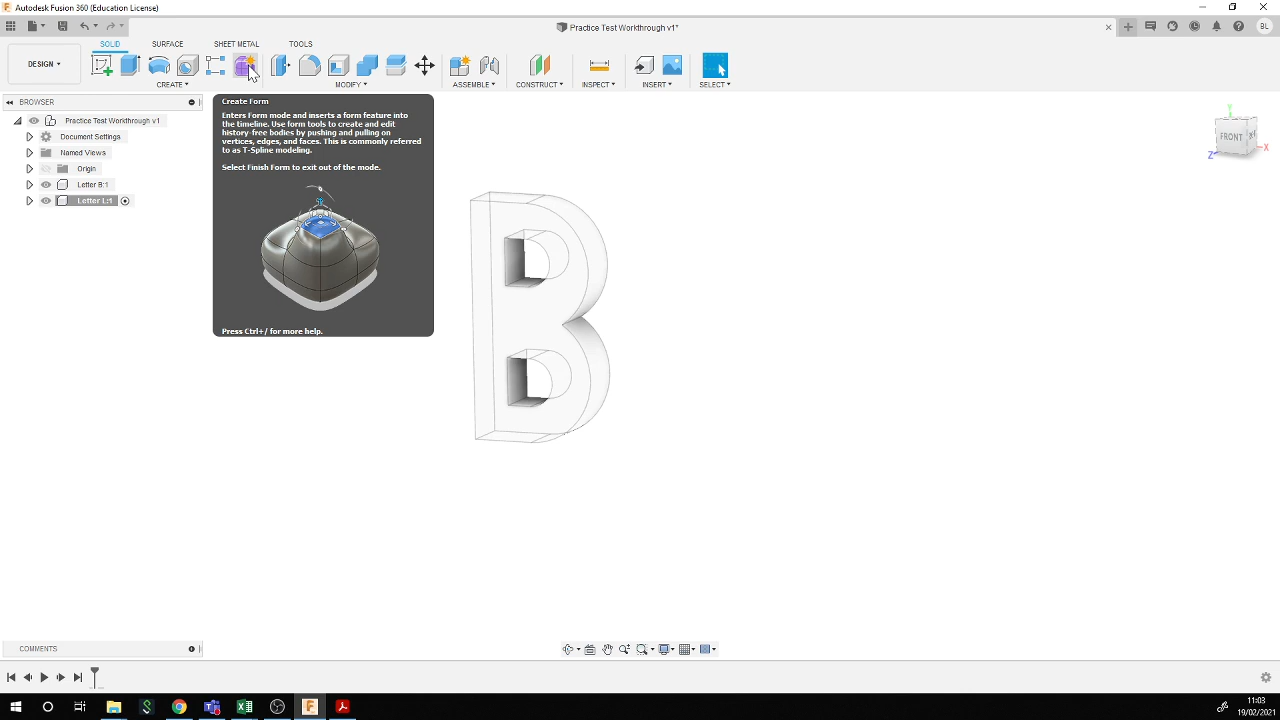 Autodesk Fusion 360 (Education License)
Practice Test Workthrough v1*
BL
DESIGN
SOLID
SURFACE
SHEET METAL
TOOLS
CREATE
MODIFY
ASSEMBLE
CONSTRUCT
INSPECT
INSERT
SELECT
BROWSER
Practice Test Workthrough v1
Document Settings
Named Views
Origin
Letter B:1
Letter L:1
Create Form
Enters Form mode and inserts a form feature into
the timeline. Use form tools to create and edit
history-free bodies by pushing and pulling on
vertices, edges, and faces. This is commonly referred
to as T-Spline modeling.
Select Finish Form to exit out of the mode.
Press Ctrl+/ for more help.
Y
FRONT
X
Z
COMMENTS
11:03
19/02/2021